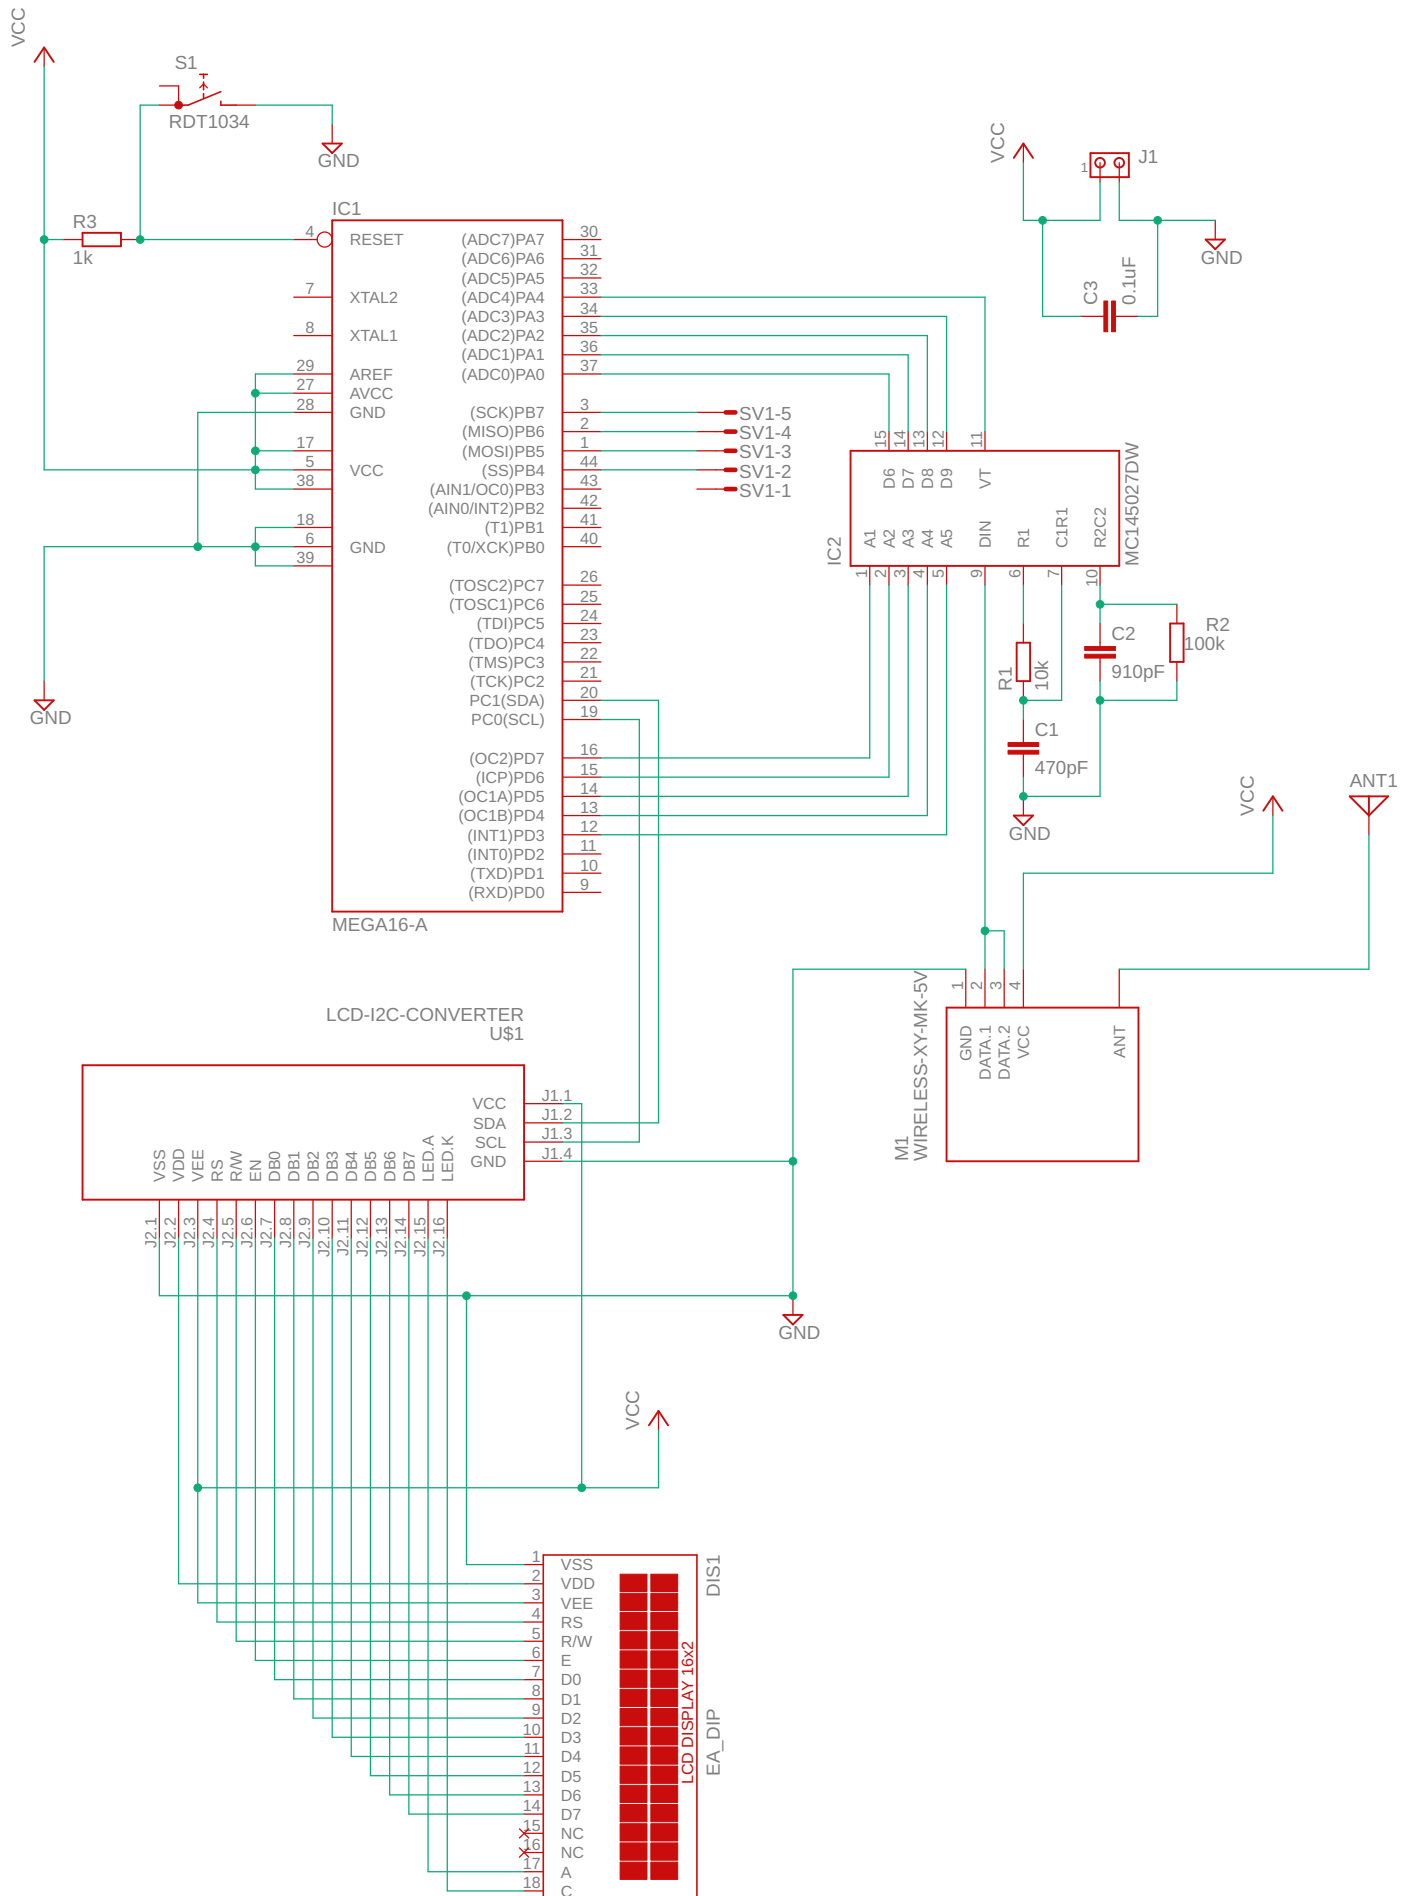 VCC
S1
RDT1034
GND
R3
1k
IC1
4 RESET
7 XTAL2
8 XTAL1
29 AREF
27 AVCC
28 GND
17
5 VCC
38
18
6 GND
39
(ADC7)PA7 30
(ADC6)PA6 31
(ADC5)PA5 32
(ADC4)PA4 33
(ADC3)PA3 34
(ADC2)PA2 35
(ADC1)PA1 36
(ADC0)PA0 37
(SCK)PB7 3
(MISO)PB6 2
(MOSI)PB5 1
(SS)PB4 44
(AIN1/OC0)PB3 43
(AIN0/INT2)PB2 42
(T1)PB1 41
(T0/XCK)PB0 40
(TOSC2)PC7 26
(TOSC1)PC6 25
(TDI)PC5 24
(TDO)PC4 23
(TMS)PC3 22
(TCK)PC2 21
PC1(SDA) 20
PC0(SCL) 19
(OC2)PD7 16
(ICP)PD6 15
(OC1A)PD5 14
(OC1B)PD4 13
(INT1)PD3 12
(INT0)PD2 11
(TXD)PD1 10
(RXD)PD0 9
MEGA16-A
GND
SV1-5
SV1-4
SV1-3
SV1-2
SV1-1
VCC
1
J1
GND
C3
0.1uF
IC2
MC145027DW
15 D6
14 D7
13 D8
12 D9
11 VT
A1 1
A2 2
A3 3
A4 4
A5 5
DIN 9
R1 6
C1R1 7
R2C2 10
R1
10k
C1
470pF
C2
910pF
R2
100k
GND
VCC
ANT1
M1
WIRELESS-XY-MK-5V
1 GND
2 DATA.1
3 DATA.2
4 VCC
ANT
LCD-I2C-CONVERTER
U$1
VCC J1.1
SDA J1.2
SCL J1.3
GND J1.4
VSS J2.1
VDD J2.2
VEE J2.3
RS J2.4
R/W J2.5
EN J2.6
DB0 J2.7
DB1 J2.8
DB2 J2.9
DB3 J2.10
DB4 J2.11
DB5 J2.12
DB6 J2.13
DB7 J2.14
LED.A J2.15
LED.K J2.16
GND
VCC
DIS1
EA_DIP
LCD DISPLAY 16x2
1 VSS
2 VDD
3 VEE
4 RS
5 R/W
6 E
7 D0
8 D1
9 D2
10 D3
11 D4
12 D5
13 D6
14 D7
15 NC
16 NC
17 A
18 C